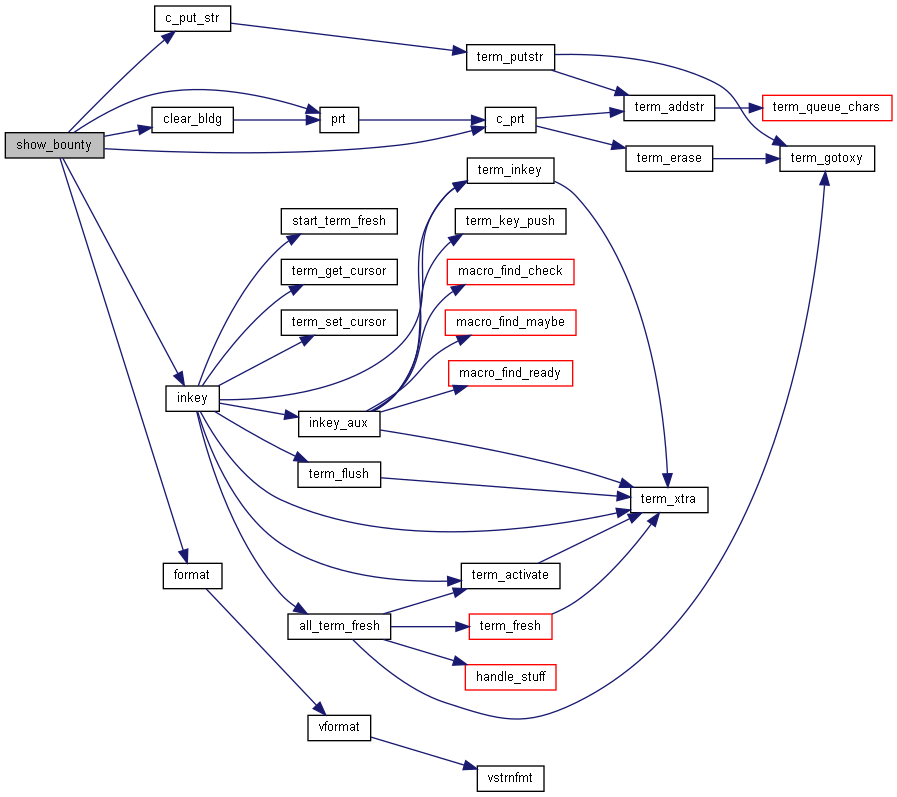 c_put_str
term_putstr
term_addstr
term_queue_chars
clear_bldg
prt
c_prt
show_bounty
term_erase
term_gotoxy
term_inkey
start_term_fresh
term_key_push
term_get_cursor
macro_find_check
term_set_cursor
macro_find_maybe
macro_find_ready
inkey
inkey_aux
term_flush
term_xtra
format
term_activate
all_term_fresh
term_fresh
handle_stuff
vformat
vstrnfmt